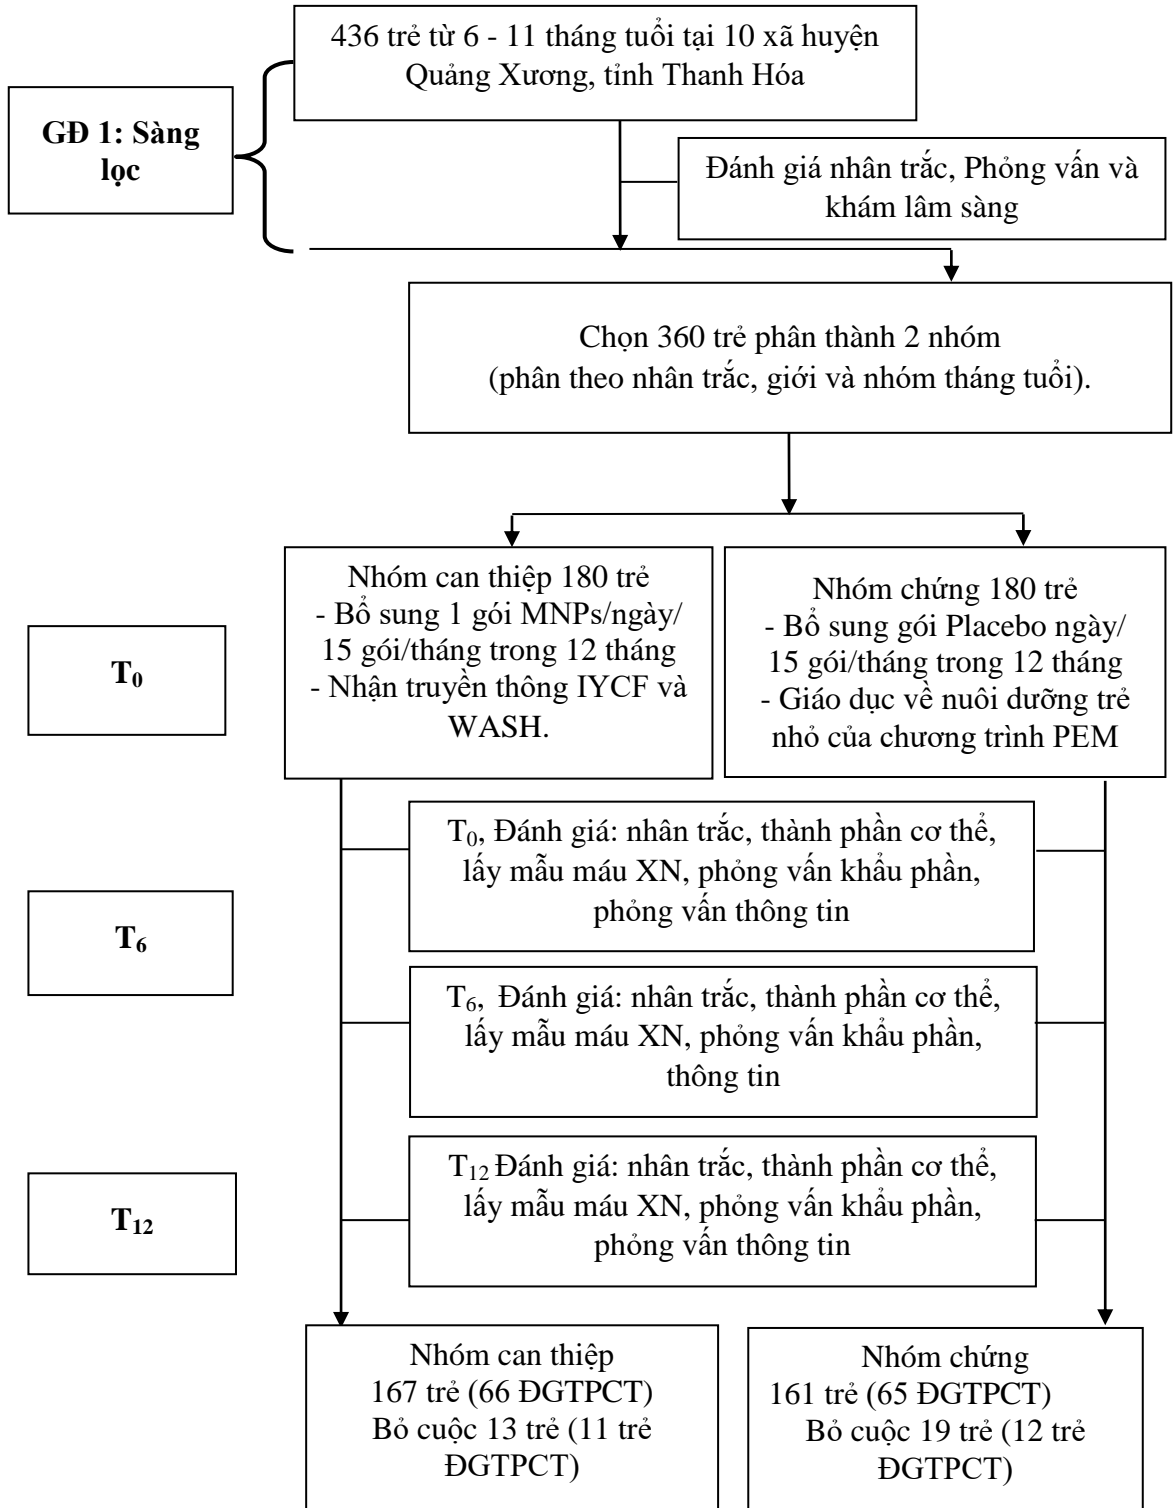 436 trẻ từ 6 - 11 tháng tuổi tại 10 xã huyện
Quảng Xương, tỉnh Thanh Hóa
GĐ 1: Sàng
lọc
Đánh giá nhân trắc, Phỏng vấn và
khám lâm sàng
Chọn 360 trẻ phân thành 2 nhóm
(phân theo nhân trắc, giới và nhóm tháng tuổi).
Nhóm can thiệp 180 trẻ
- Bổ sung 1 gói MNPs/ngày/
15 gói/tháng trong 12 tháng
- Nhận truyền thông IYCF và
WASH.
Nhóm chứng 180 trẻ
- Bổ sung gói Placebo ngày/
15 gói/tháng trong 12 tháng
- Giáo dục về nuôi dưỡng trẻ
nhỏ của chương trình PEM
T₀
T₀, Đánh giá: nhân trắc, thành phần cơ thể,
lấy mẫu máu XN, phỏng vấn khẩu phần,
phỏng vấn thông tin
T₆
T₆, Đánh giá: nhân trắc, thành phần cơ thể,
lấy mẫu máu XN, phỏng vấn khẩu phần,
thông tin
T₁₂
T₁₂ Đánh giá: nhân trắc, thành phần cơ thể,
lấy mẫu máu XN, phỏng vấn khẩu phần,
phỏng vấn thông tin
Nhóm can thiệp
167 trẻ (66 ĐGTPCT)
Bỏ cuộc 13 trẻ (11 trẻ
ĐGTPCT)
Nhóm chứng
161 trẻ (65 ĐGTPCT)
Bỏ cuộc 19 trẻ (12 trẻ
ĐGTPCT)